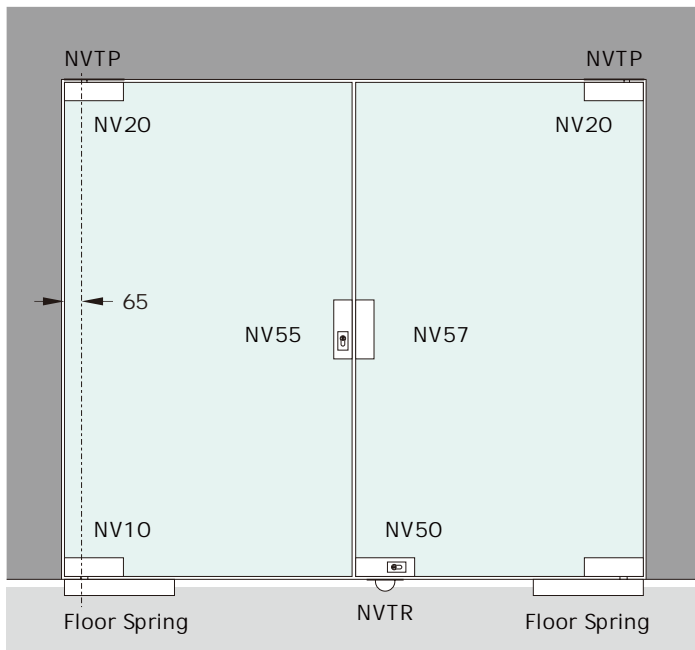 NVTP NVTP
NV20 NV20
65
NV55 NV57
NV10 NV50
NVTR
Floor Spring Floor Spring